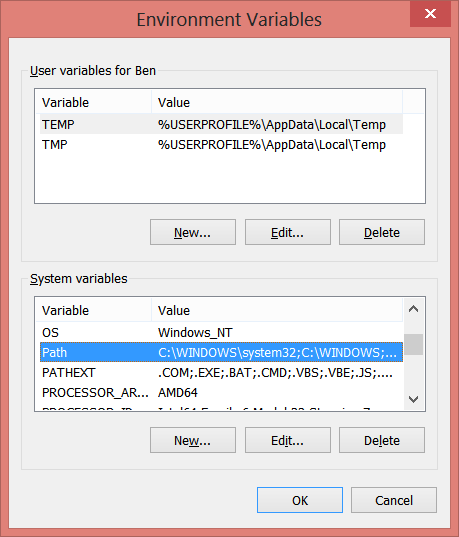 Environment Variables
User variables for Ben
Variable Value
TEMP %USERPROFILE%\AppData\Local\Temp
TMP %USERPROFILE%\AppData\Local\Temp
New... Edit... Delete
System variables
Variable Value
OS Windows_NT
Path C:\WINDOWS\system32;C:\WINDOWS;...
PATHEXT .COM;.EXE;.BAT;.CMD;.VBS;.VBE;.JS;....
PROCESSOR_AR... AMD64
New... Edit... Delete
OK Cancel